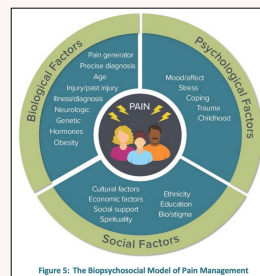 Biological Factors
Pain generator
Precise diagnosis
Age
Injury/past injury
Illness/diagnosis
Neurologic
Genetic
Hormones
Obesity
Psychological Factors
Mood/affect
Stress
Coping
Trauma
Childhood
PAIN
Cultural factors
Economic factors
Social support
Spirituality
Ethnicity
Education
Bio/stigma
Social Factors
Figure 5: The Biopsychosocial Model of Pain Management